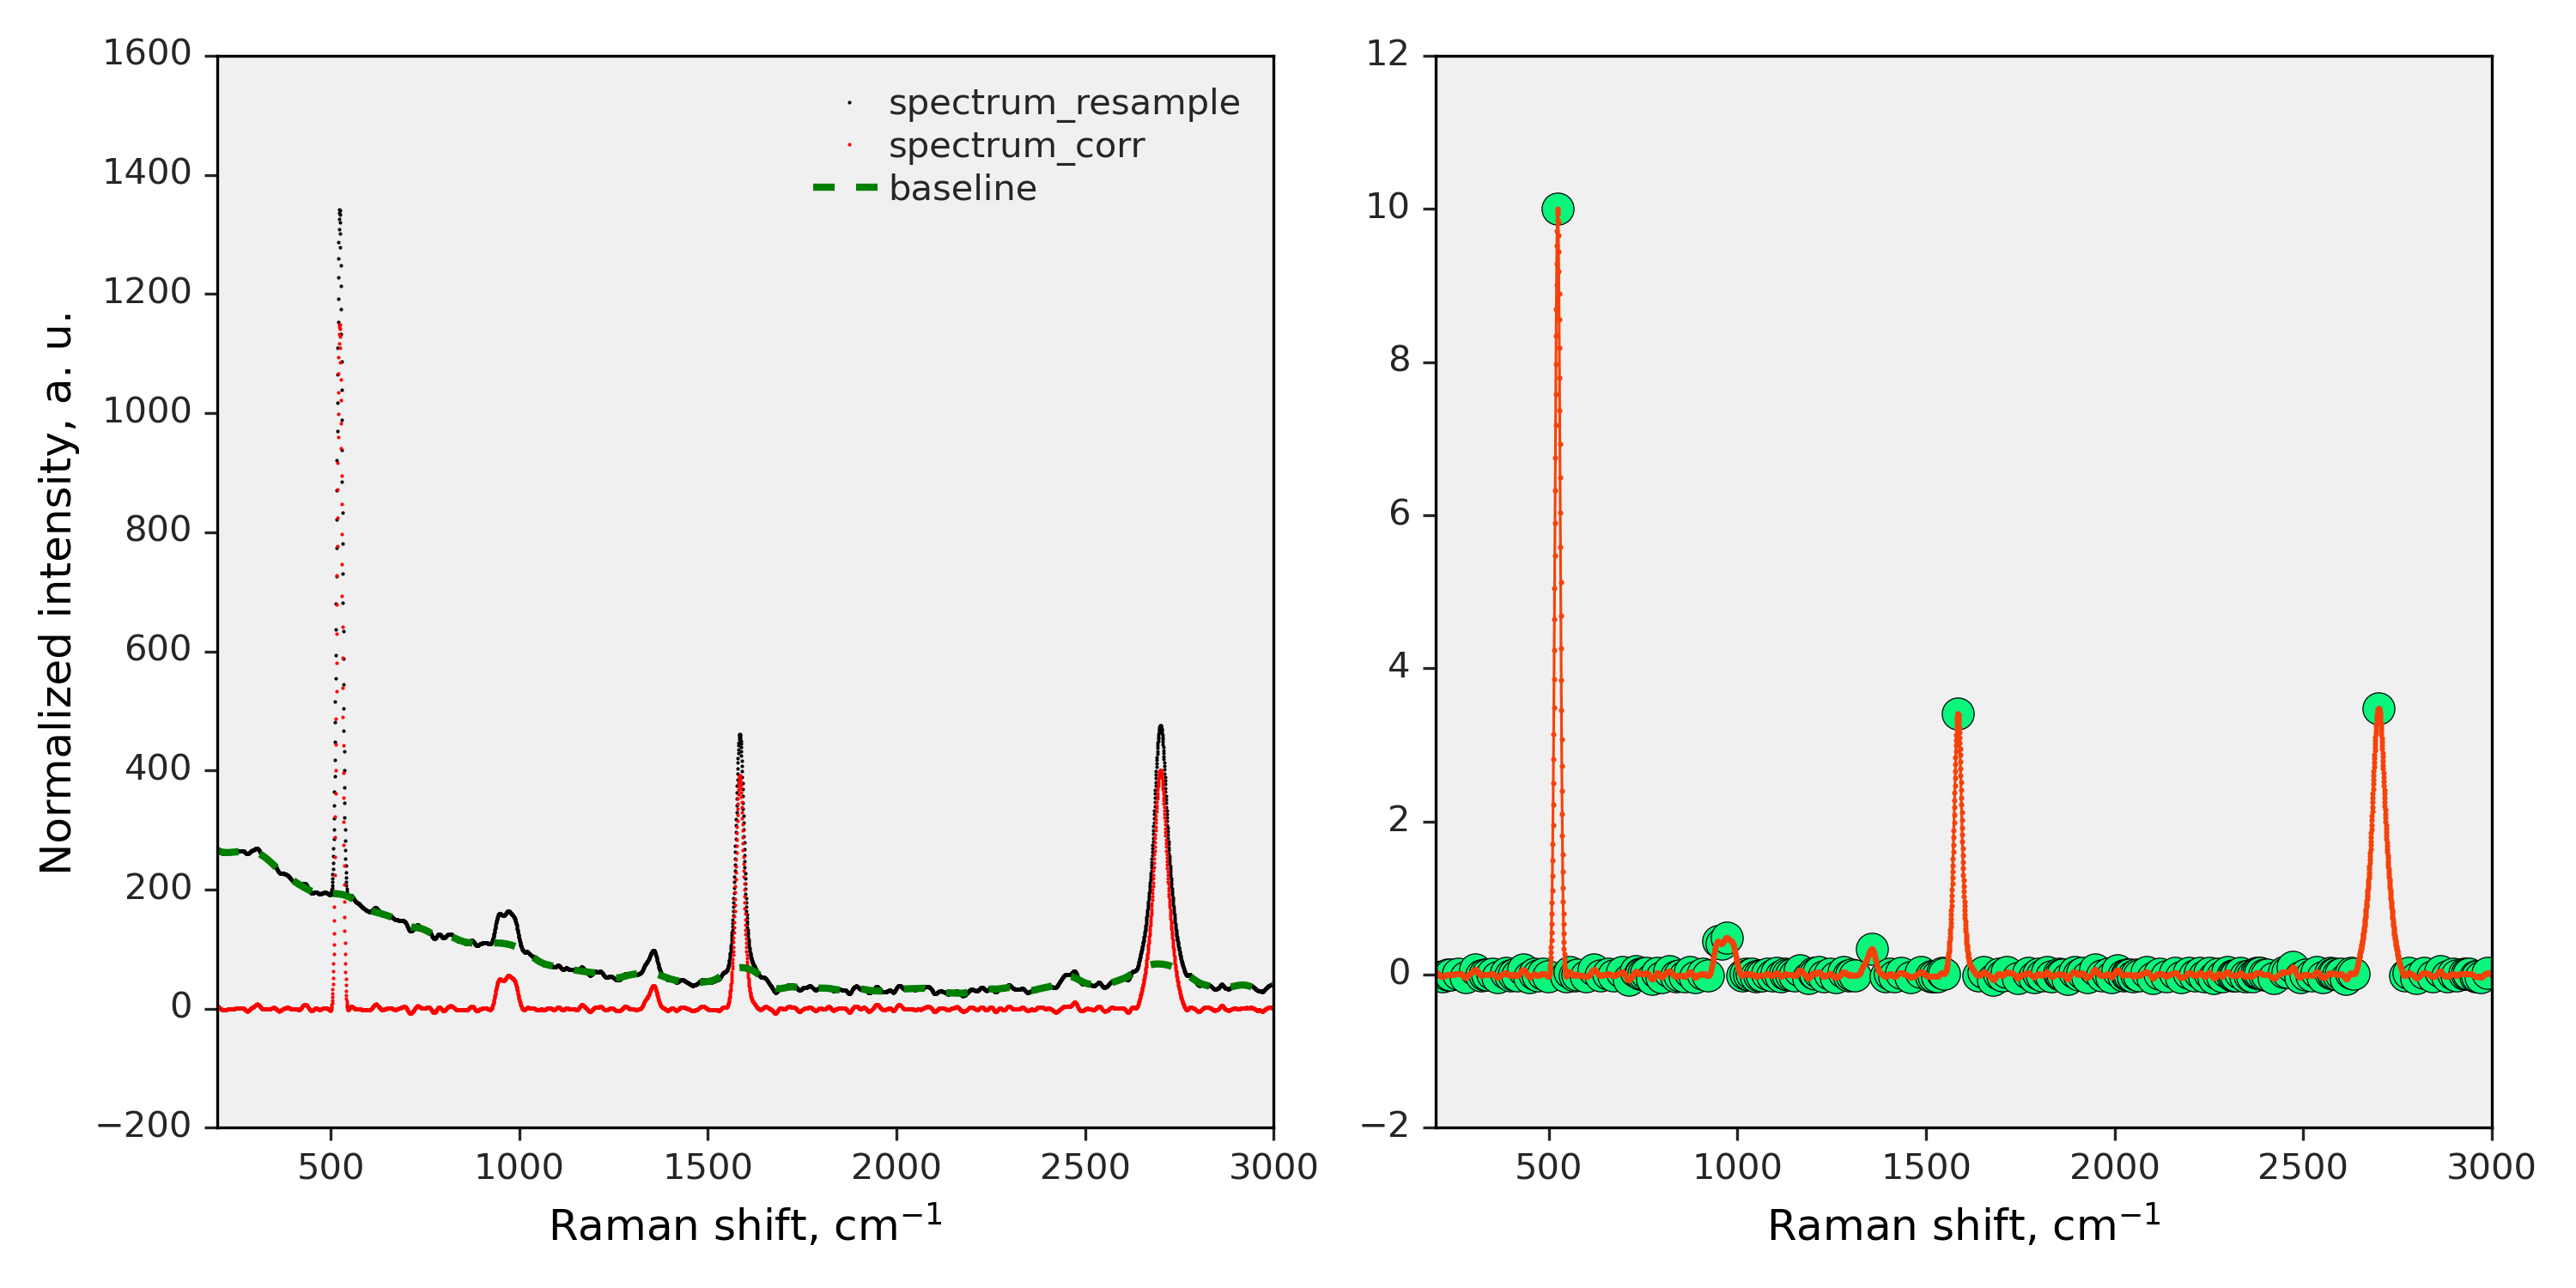 1600
1400
1200
1000
800
600
400
200
0
−200
Normalized intensity, a. u.
spectrum_resample
spectrum_corr
baseline
500 1000 1500 2000 2500 3000
Raman shift, cm⁻¹
12
10
8
6
4
2
0
−2
500 1000 1500 2000 2500 3000
Raman shift, cm⁻¹